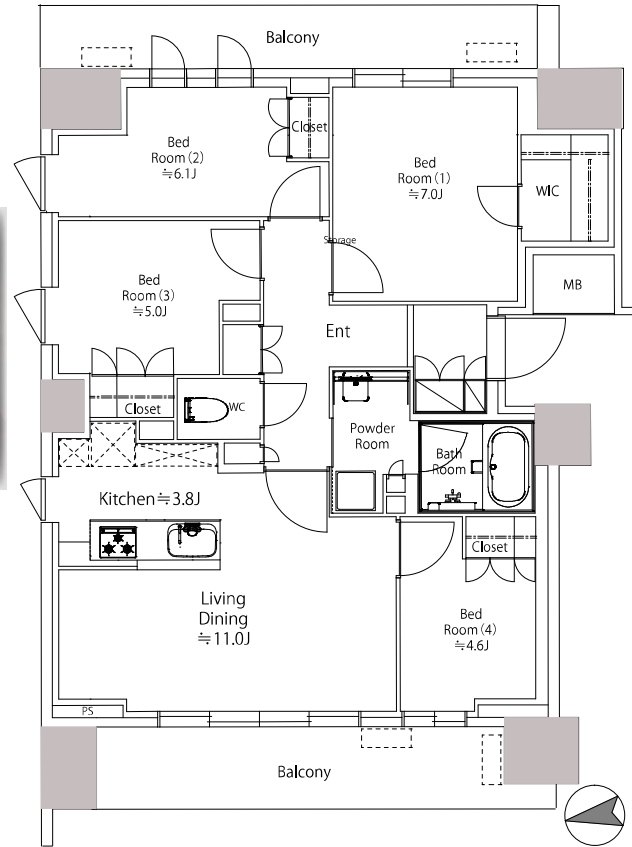 Balcony
Closet
Bed
Room (2)
≒6.1J
Bed
Room (1)
≒7.0J
WIC
Storage
Bed
Room (3)
≒5.0J
MB
Ent
Closet
WC
Powder
Room
Bath
Room
Kitchen≒3.8J
Closet
Living
Dining
≒11.0J
Bed
Room (4)
≒4.6J
PS
Balcony